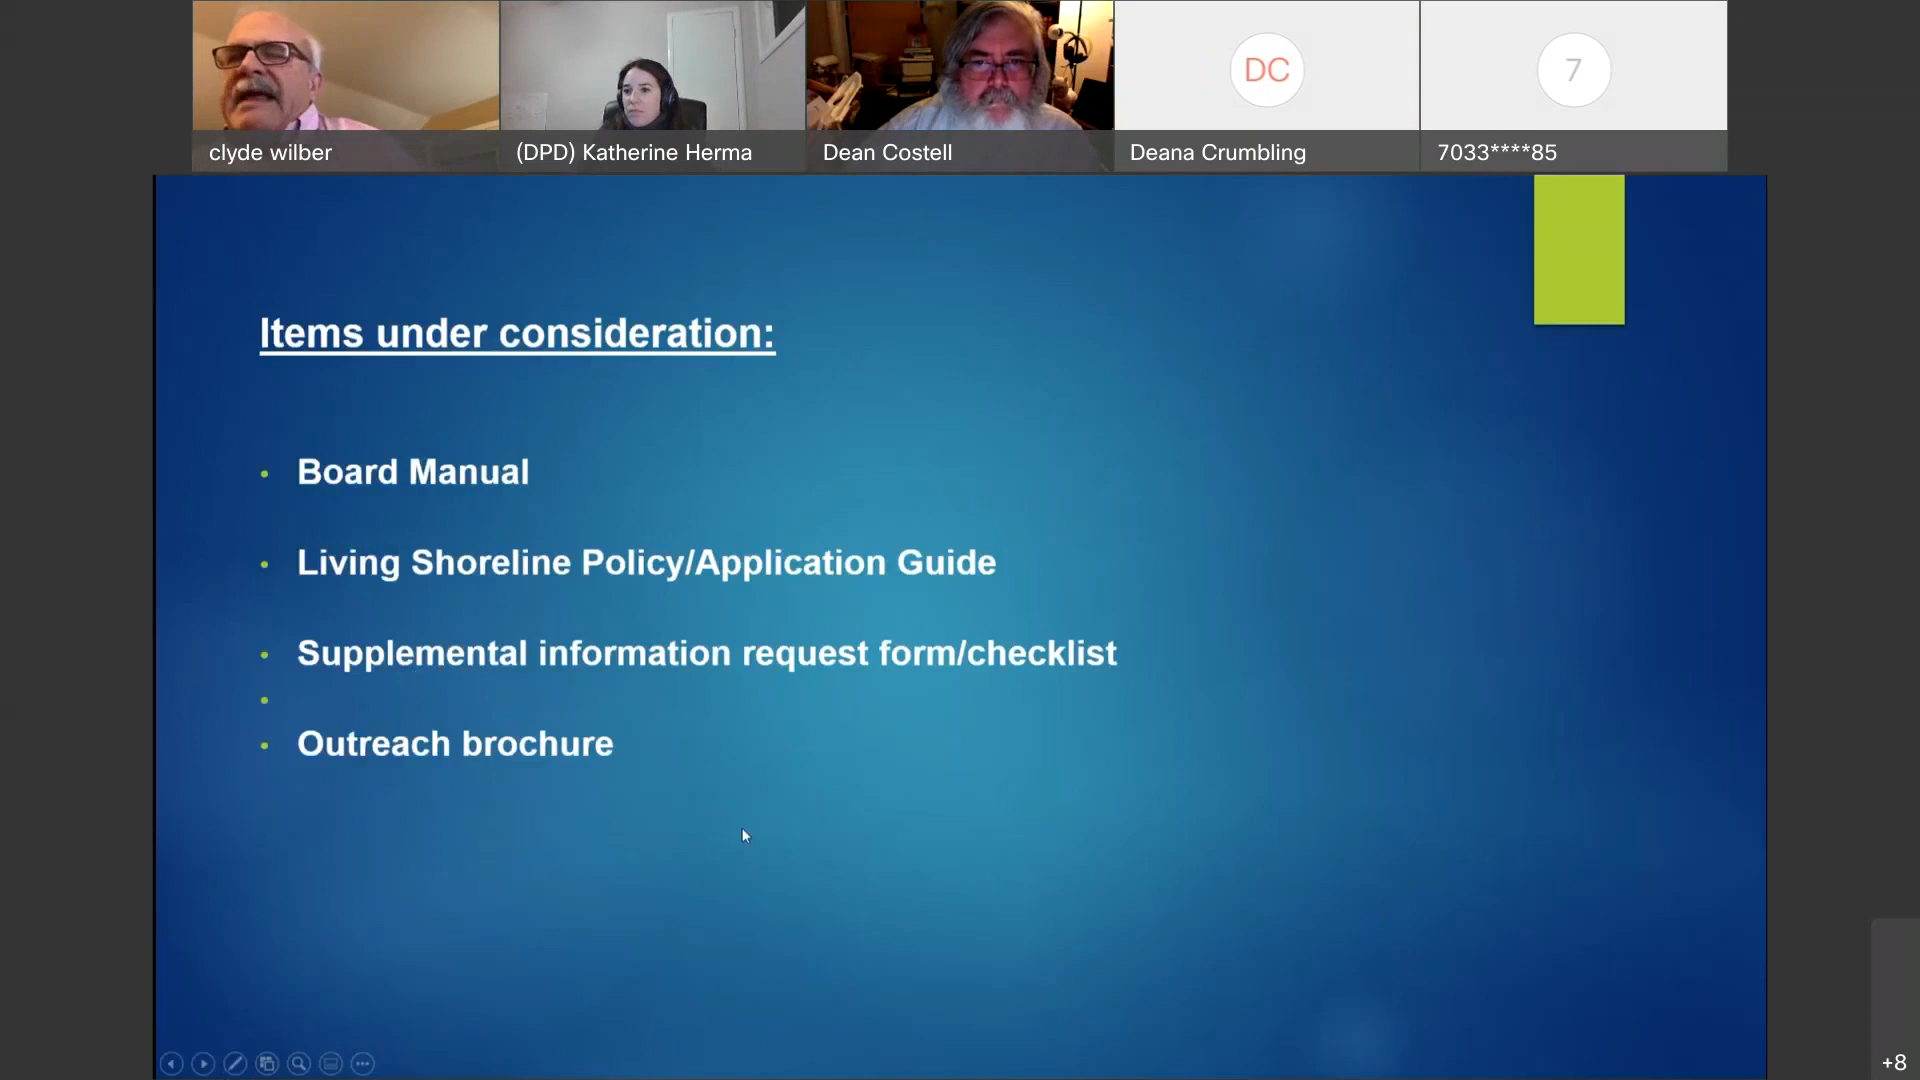 clyde wilber
(DPD) Katherine Herma
Dean Costell
DC
Deana Crumbling
7
7033****85
Items under consideration:
• Board Manual
• Living Shoreline Policy/Application Guide
• Supplemental information request form/checklist
•
• Outreach brochure
+8